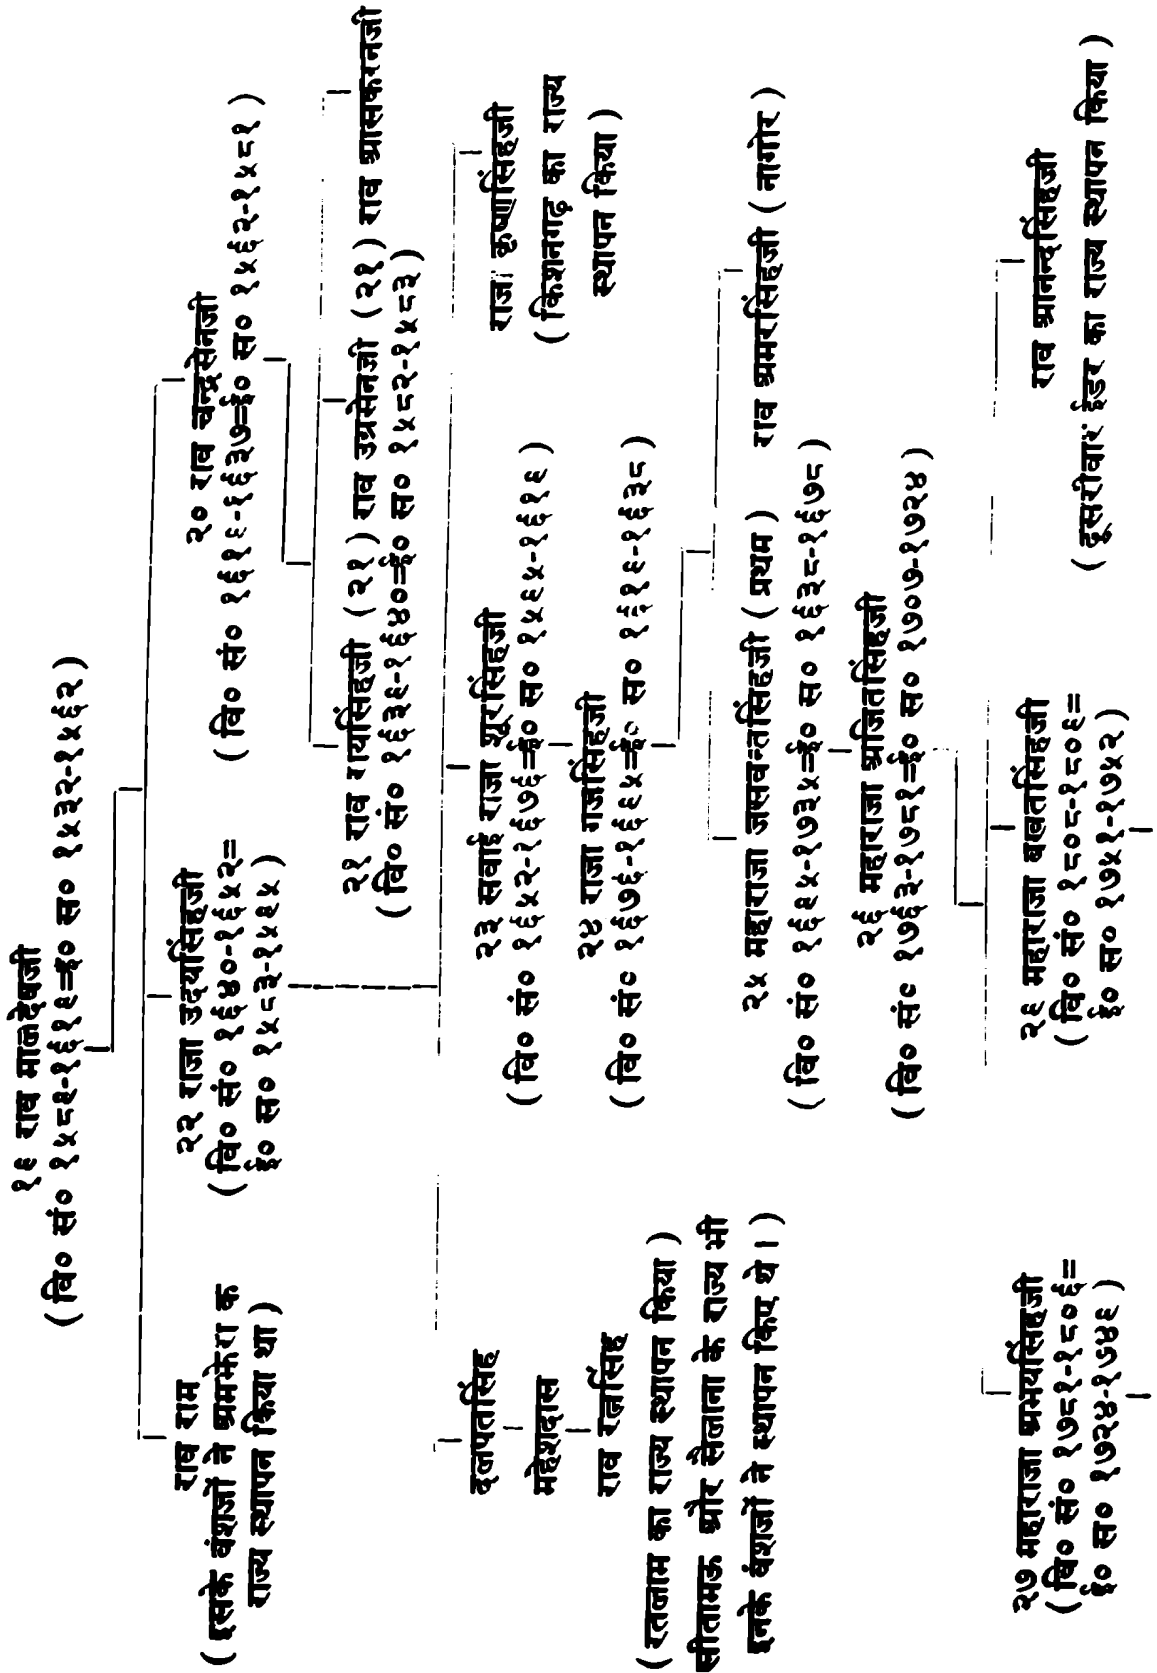 १९ राव मालदेवजी
( वि० सं० १५८९-१६१९=ई० स० १५३२-१५६२ )
राव राम
( इसके वंशजों ने अमझेरा क
राज्य स्थापन किया था )
२२ राजा उदयसिंहजी
( वि० सं० १६४०-१६५२=
ई० स० १५८३-१५९५ )
२० राव चन्द्रसेनजी
( वि० सं० १६१९-१६३७=ई० स० १५६२-१५८१ )
२१ राव रायसिंहजी (२१) राव उग्रसेनजी (२१) राव आसकरनजी
( वि० सं० १६३९-१६४०=ई० स० १५८२-१५८३ )
दलपतसिंह
महेशदास
राव रत्नसिंह
( रतलाम का राज्य स्थापन किया )
सीतामऊ और सैलाना के राज्य भी
इनके वंशजों ने स्थापन किए थे। )
२३ सवाई राजा शूरसिंहजी
( वि० सं० १६५२-१६७६=ई० स० १५९५-१६१९ )
राजा कृष्णसिंहजी
( किशनगढ़ का राज्य
स्थापन किया )
२४ राजा गजसिंहजी
( वि० सं० १६७६-१६९५=ई० स० १६१९-१६३८ )
२५ महाराजा जसवन्तसिंहजी ( प्रथम ) राव अमरसिंहजी ( नागोर )
( वि० सं० १६९५-१७३५=ई० स० १६३८-१६७८ )
२६ महाराजा अजितसिंहजी
( वि० सं० १७६३-१७८१=ई० स० १७०७-१७२४ )
२७ महाराजा अभयसिंहजी
( वि० सं० १७८१-१८०६=
ई० स० १७२४-१७४९ )
२९ महाराजा बखतसिंहजी
( वि० सं० १८०८-१८०९=
ई० स० १७५१-१७५२ )
राव आनन्दसिंहजी
( दूसरीवार ईडर का राज्य स्थापन किया )